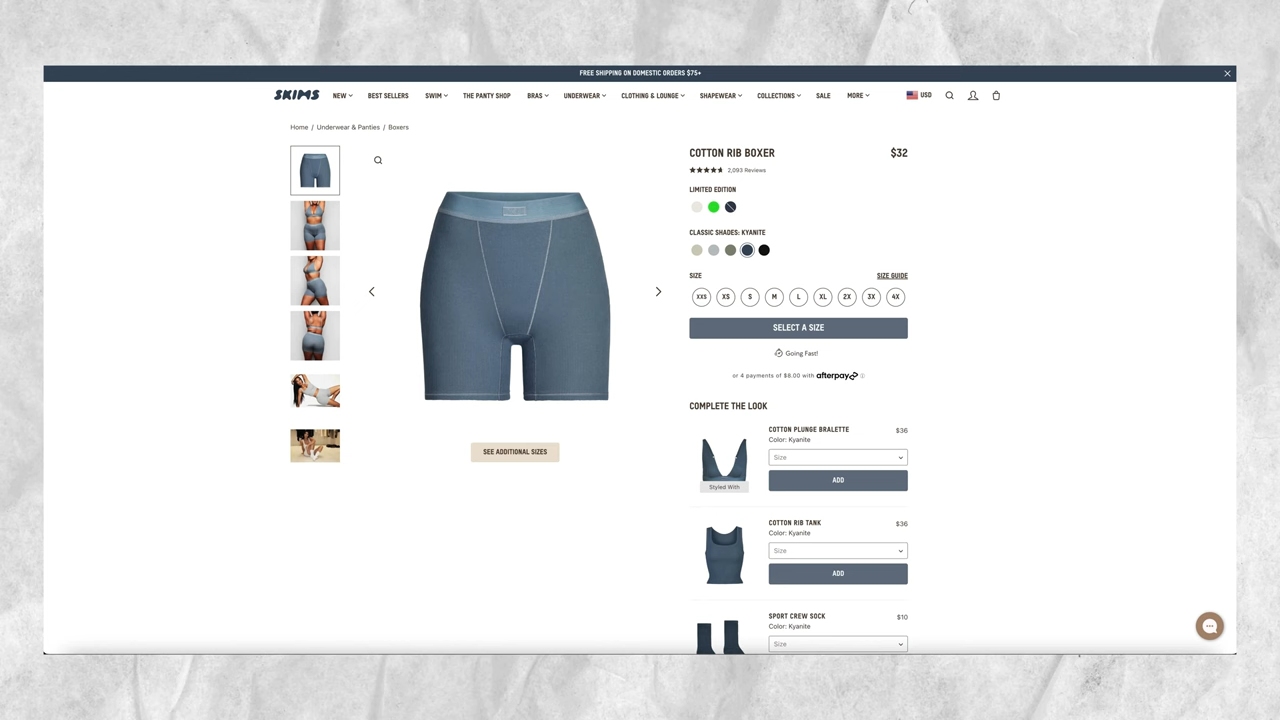 FREE SHIPPING ON DOMESTIC ORDERS $75+
SKIMS NEW BEST SELLERS SWIM THE PANTY SHOP BRAS UNDERWEAR CLOTHING & LOUNGE SHAPEWEAR COLLECTIONS SALE MORE USD
Home / Underwear & Panties / Boxers
COTTON RIB BOXER $32
2,093 Reviews
LIMITED EDITION
CLASSIC SHADES: KYANITE
SIZE SIZE GUIDE
XXS XS S M L XL 2X 3X 4X
SELECT A SIZE
Going Fast!
or 4 payments of $8.00 with afterpay
SEE ADDITIONAL SIZES
COMPLETE THE LOOK
COTTON PLUNGE BRALETTE $36
Color: Kyanite
Size
ADD
Styled With
COTTON RIB TANK $36
Color: Kyanite
Size
ADD
SPORT CREW SOCK $10
Color: Kyanite
Size